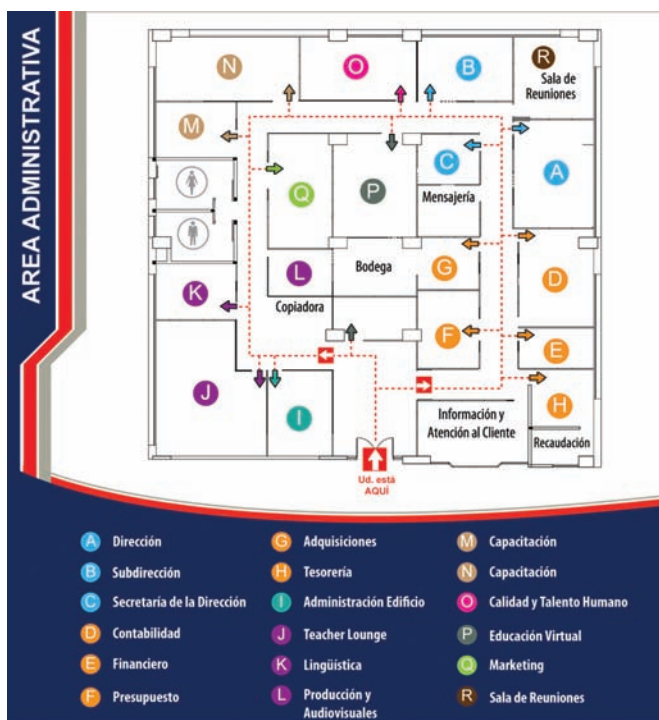 AREA ADMINISTRATIVA
N
O
B
R
Sala de
Reuniones
M
C
A
Q
P
Mensajería
L
Bodega
G
D
K
Copiadora
F
E
J
I
H
Información y
Atención al Cliente
Recaudación
Ud. está
AQUÍ
A Dirección
B Subdirección
C Secretaría de la Dirección
D Contabilidad
E Financiero
F Presupuesto
G Adquisiciones
H Tesorería
I Administración Edificio
J Teacher Lounge
K Lingüística
L Producción y
Audiovisuales
M Capacitación
N Capacitación
O Calidad y Talento Humano
P Educación Virtual
Q Marketing
R Sala de Reuniones